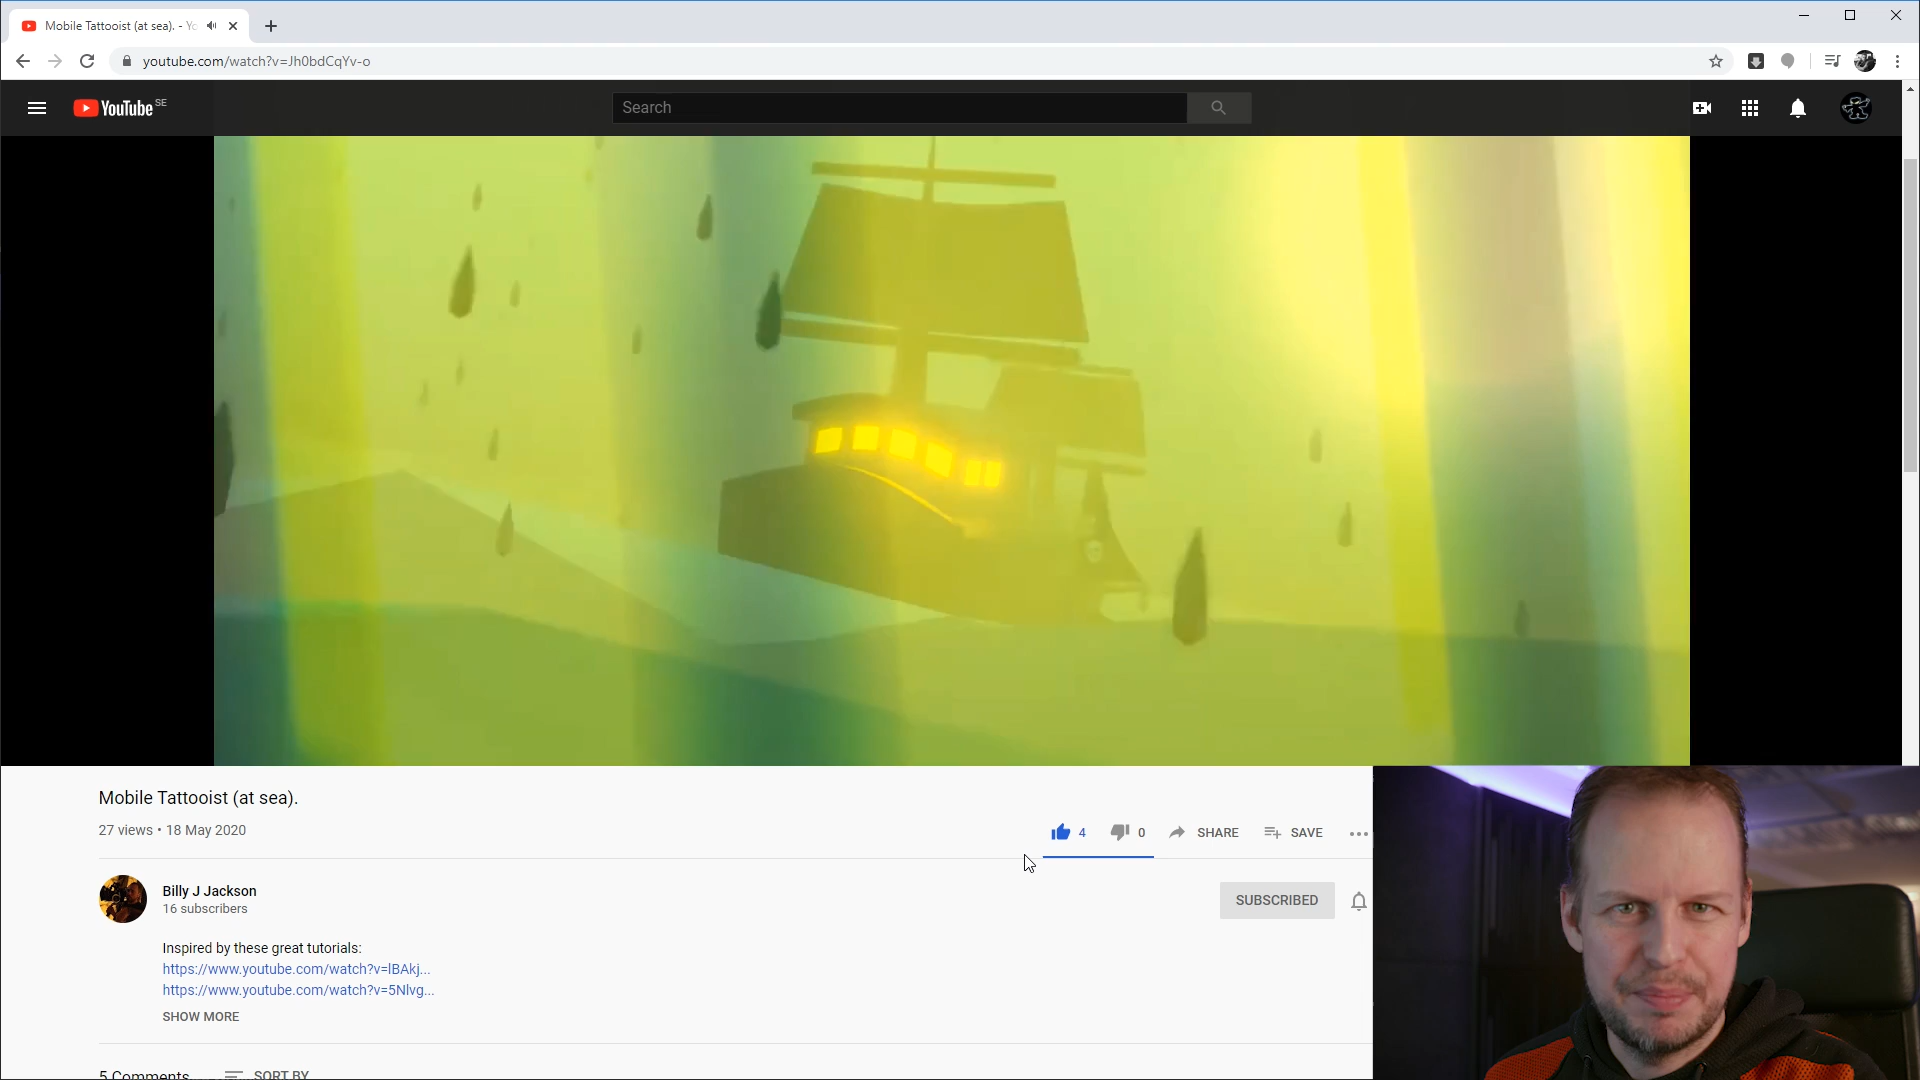 Mobile Tattooist (at sea). - Yo
youtube.com/watch?v=Jh0bdCqYv-o
YouTube SE
Search
Mobile Tattooist (at sea).
27 views • 18 May 2020
4
0
SHARE
SAVE
Billy J Jackson
16 subscribers
SUBSCRIBED
Inspired by these great tutorials:
https://www.youtube.com/watch?v=lBAkj...
https://www.youtube.com/watch?v=5Nlvg...
SHOW MORE
5 Comments
SORT BY